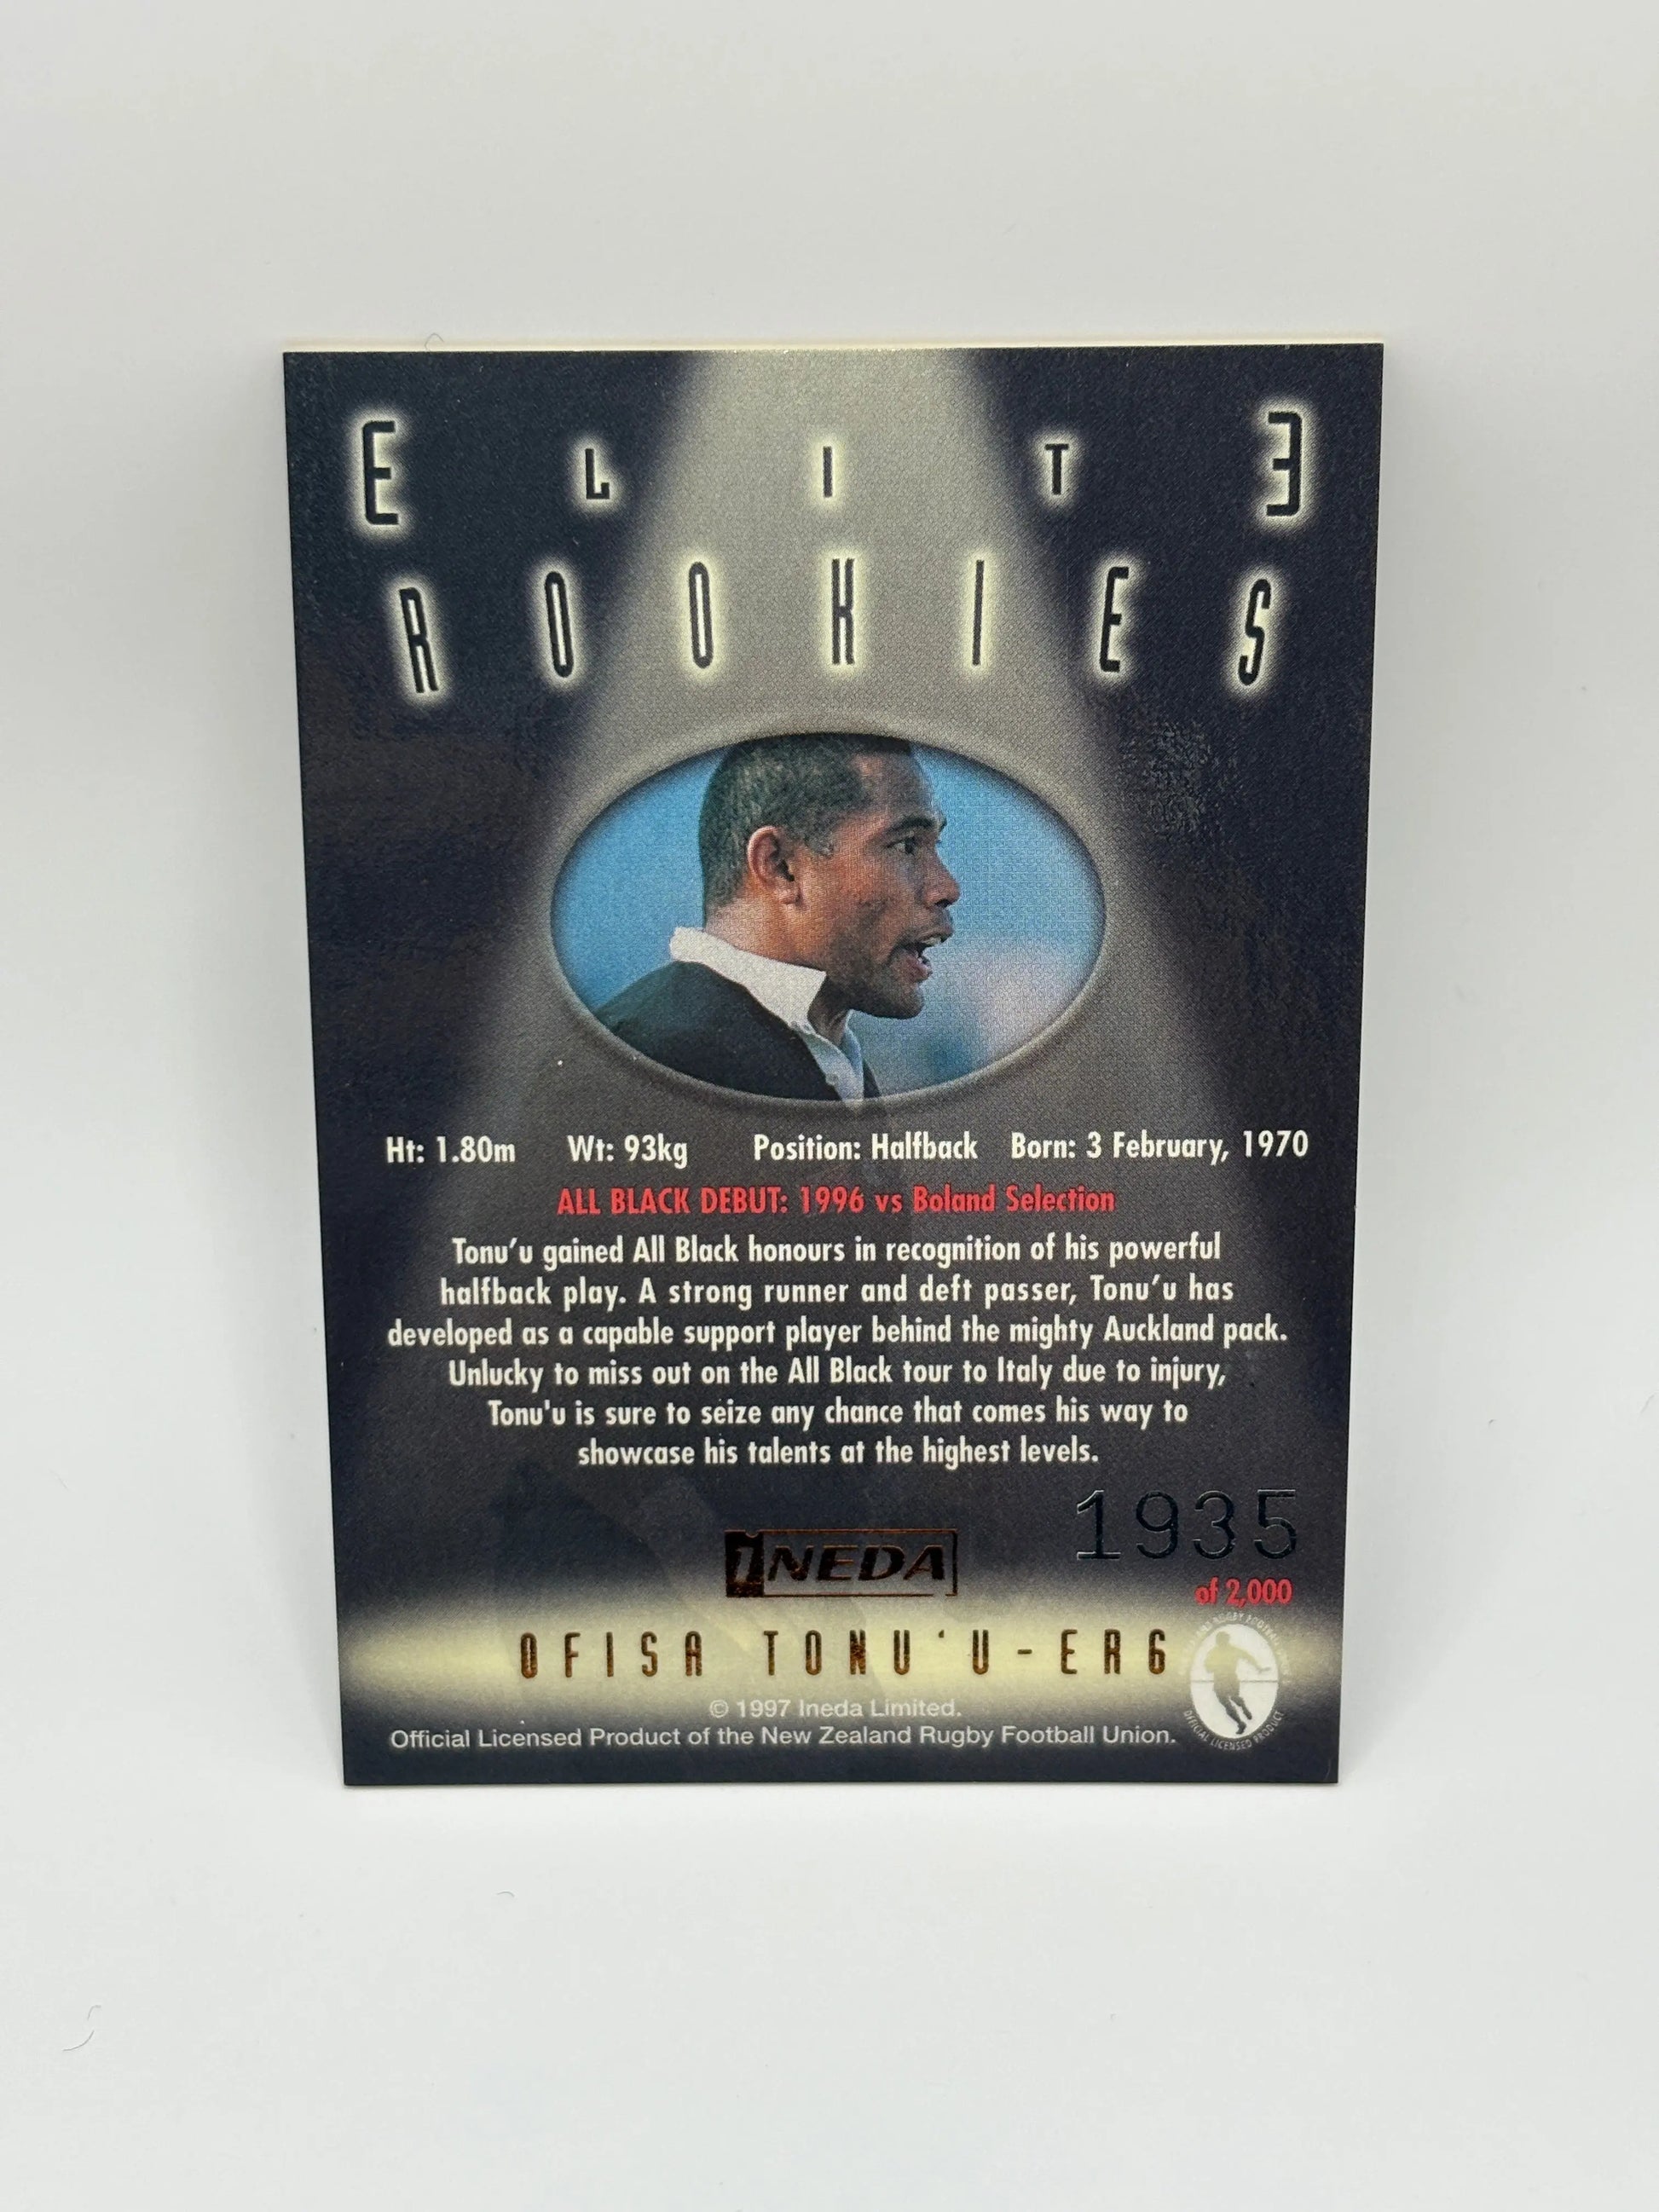 ELITE
ROOKIES
Ht: 1.80m Wt: 93kg Position: Halfback Born: 3 February, 1970
ALL BLACK DEBUT: 1996 vs Boland Selection
Tonu'u gained All Black honours in recognition of his powerful
halfback play. A strong runner and deft passer, Tonu'u has
developed as a capable support player behind the mighty Auckland pack.
Unlucky to miss out on the All Black tour to Italy due to injury,
Tonu'u is sure to seize any chance that comes his way to
showcase his talents at the highest levels.
1935
of 2,000
INEDA
OFISA TONU'U-ER6
© 1997 Ineda Limited.
Official Licensed Product of the New Zealand Rugby Football Union.
OFFICIAL LICENSED PRODUCT